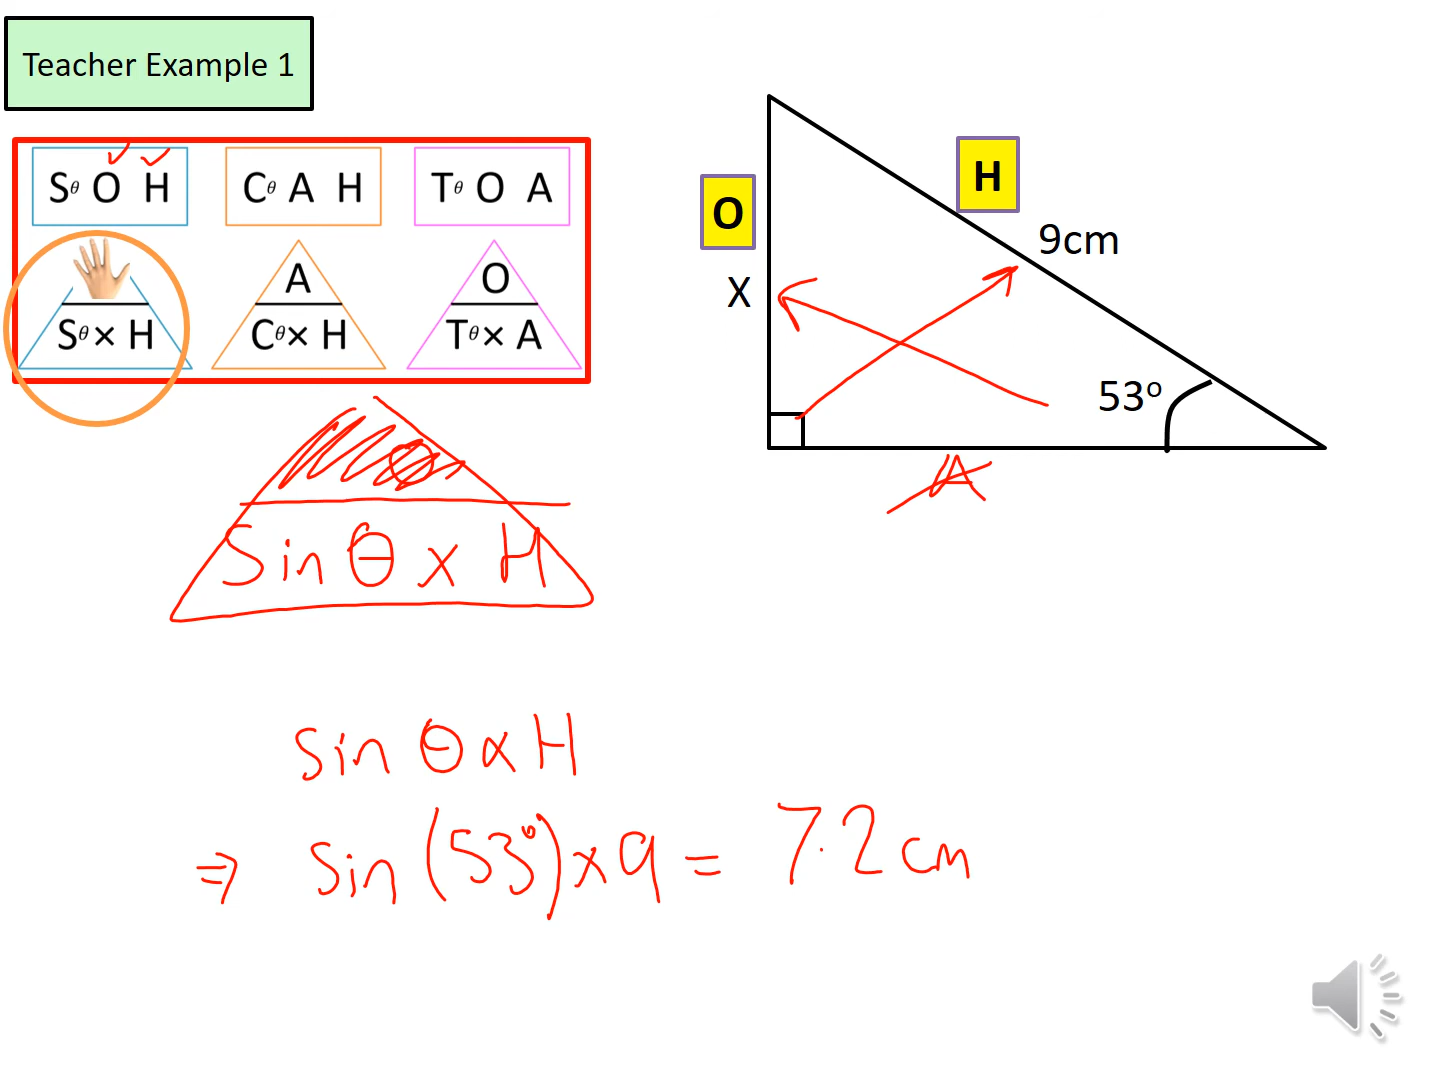 Teacher Example 1
Sθ O H
Cθ A H
Tθ O A
Sθ × H
A
Cθ × H
O
Tθ × A
O
H
9cm
X
53°
A
O
Sin θ x H
Sin θ x H
⇒ Sin (53°) x 9 = 7.2 cm